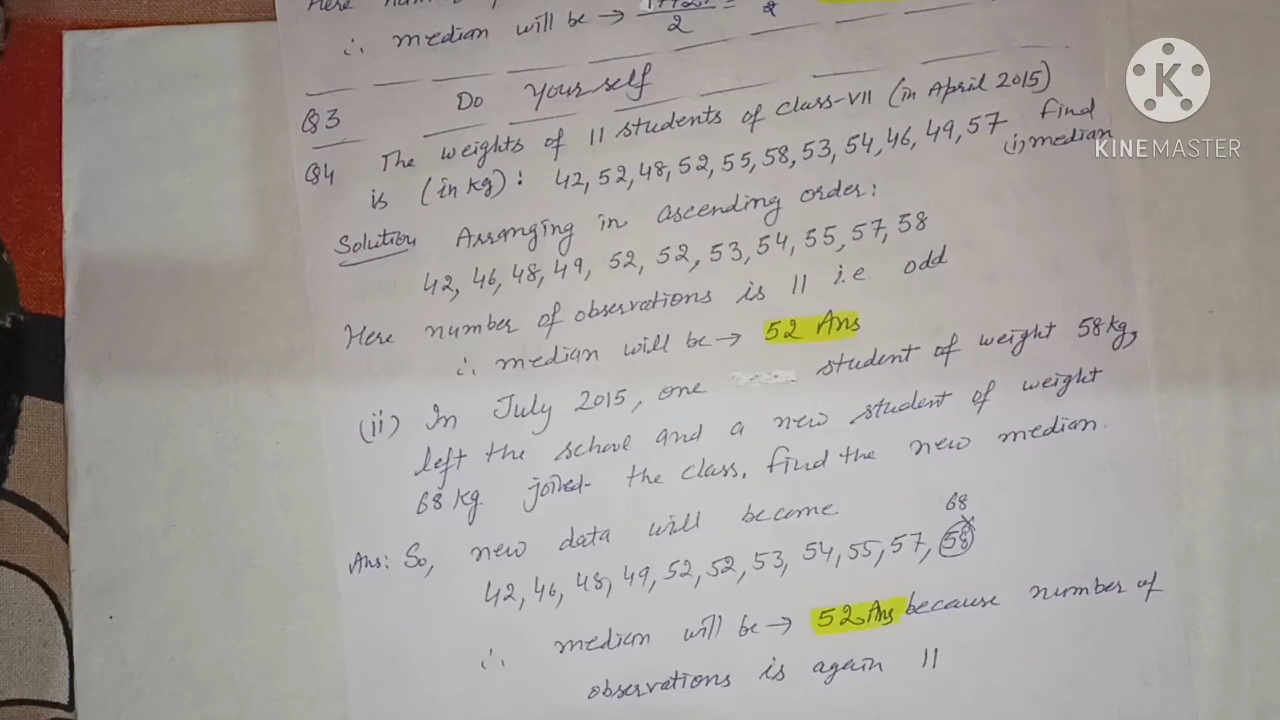 ∴ median will be →
2
2
Q3 Do Yourself
Q4 The weights of 11 students of class-VII (in April 2015)
is (in kg): 42, 52, 48, 52, 55, 58, 53, 54, 46, 49, 57 find
(i) median
Solution Arranging in ascending order:
42, 46, 48, 49, 52, 52, 53, 54, 55, 57, 58
Here number of observations is 11 i.e odd
∴ median will be → 52 Ans
(ii) In July 2015, one student of weight 58kg,
left the school and a new student of weight
68 kg joined the class. find the new median.
68
Ans: So, new data will become
42, 46, 48, 49, 52, 52, 53, 54, 55, 57, 58
∴ median will be → 52 Ans because number of
observations is again 11
K
KINEMASTER